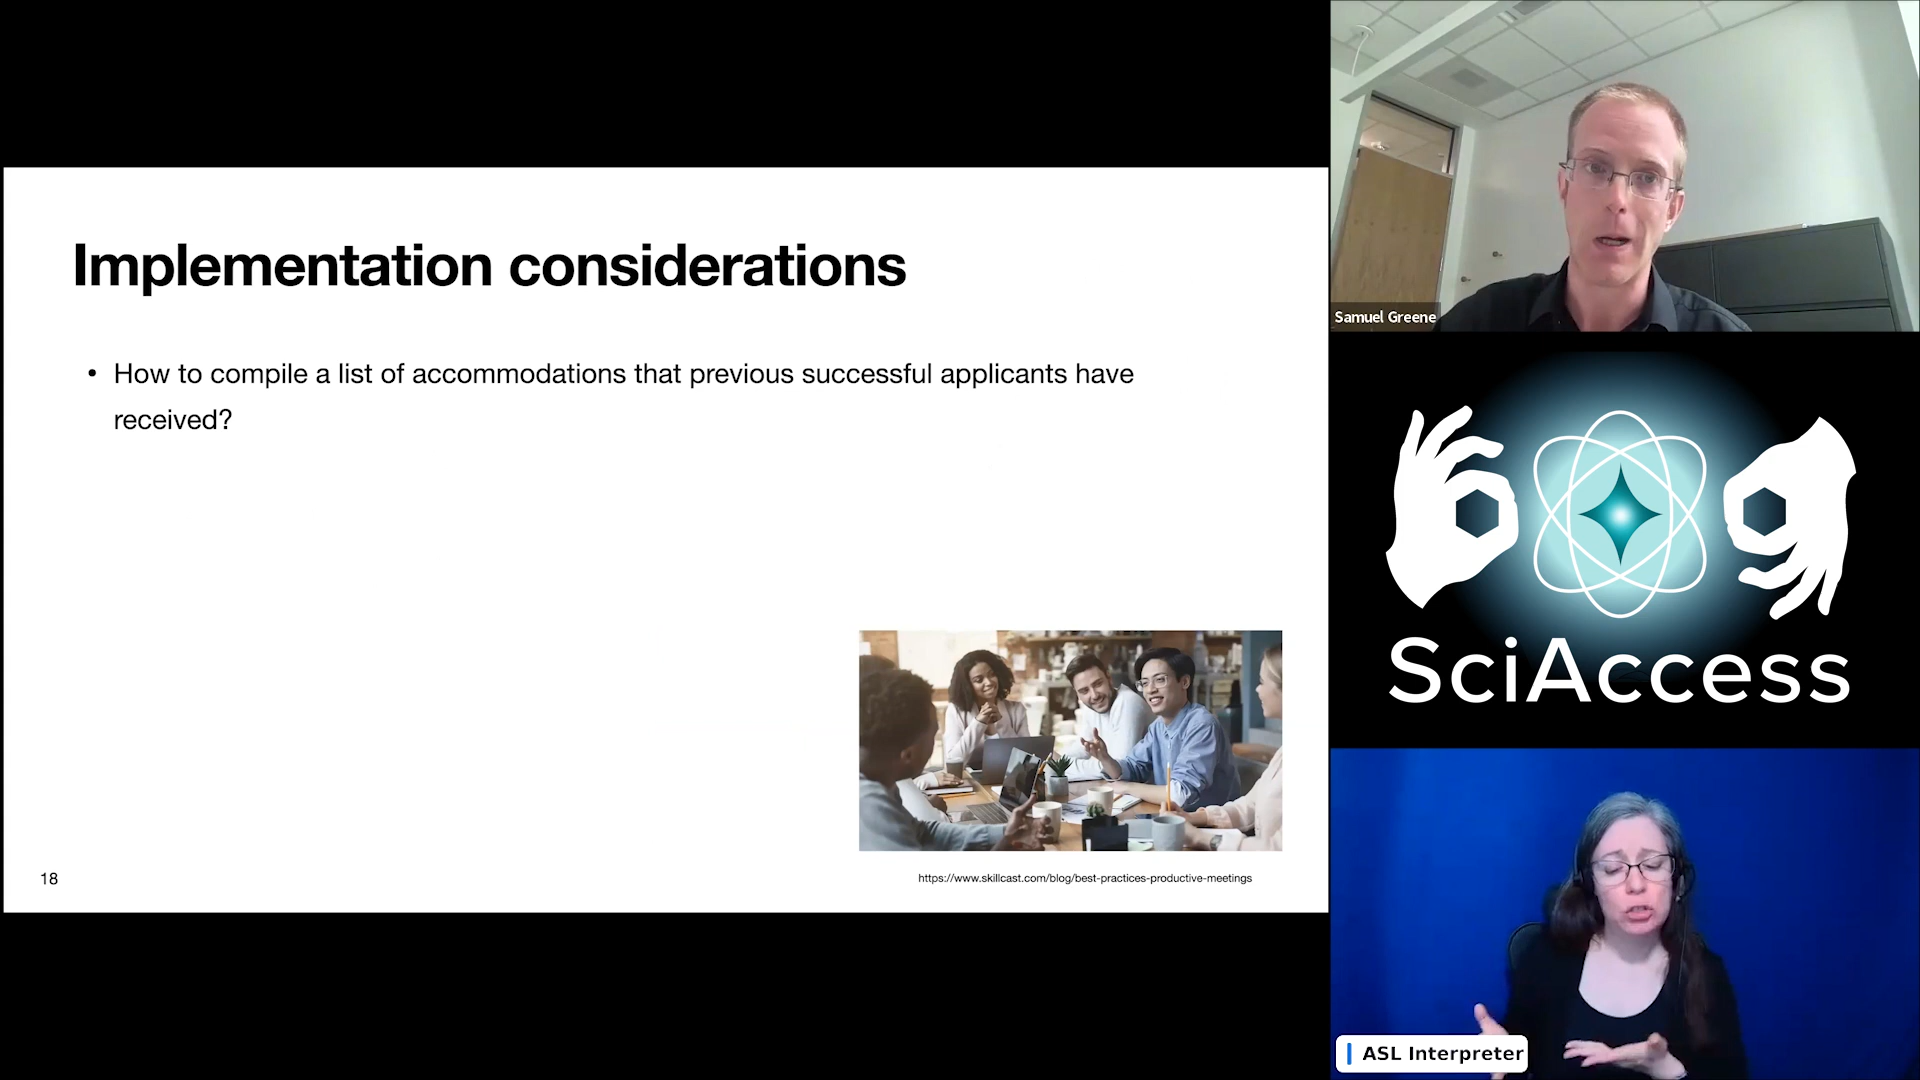 Implementation considerations
• How to compile a list of accommodations that previous successful applicants have
received?
18
https://www.skillcast.com/blog/best-practices-productive-meetings
Samuel Greene
SciAccess
ASL Interpreter